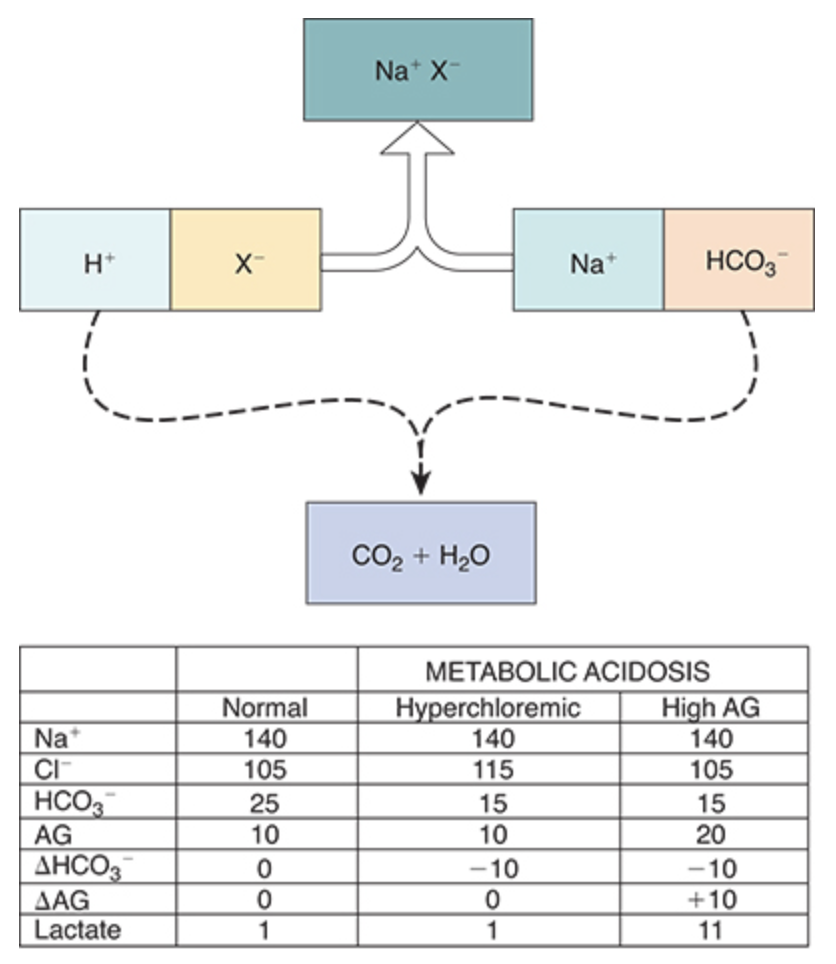 Na⁺ X⁻
H⁺ X⁻ Na⁺ HCO₃⁻
CO₂ + H₂O
METABOLIC ACIDOSIS
Normal Hyperchloremic High AG
Na⁺ 140 140 140
Cl⁻ 105 115 105
HCO₃⁻ 25 15 15
AG 10 10 20
ΔHCO₃⁻ 0 −10 −10
ΔAG 0 0 +10
Lactate 1 1 11